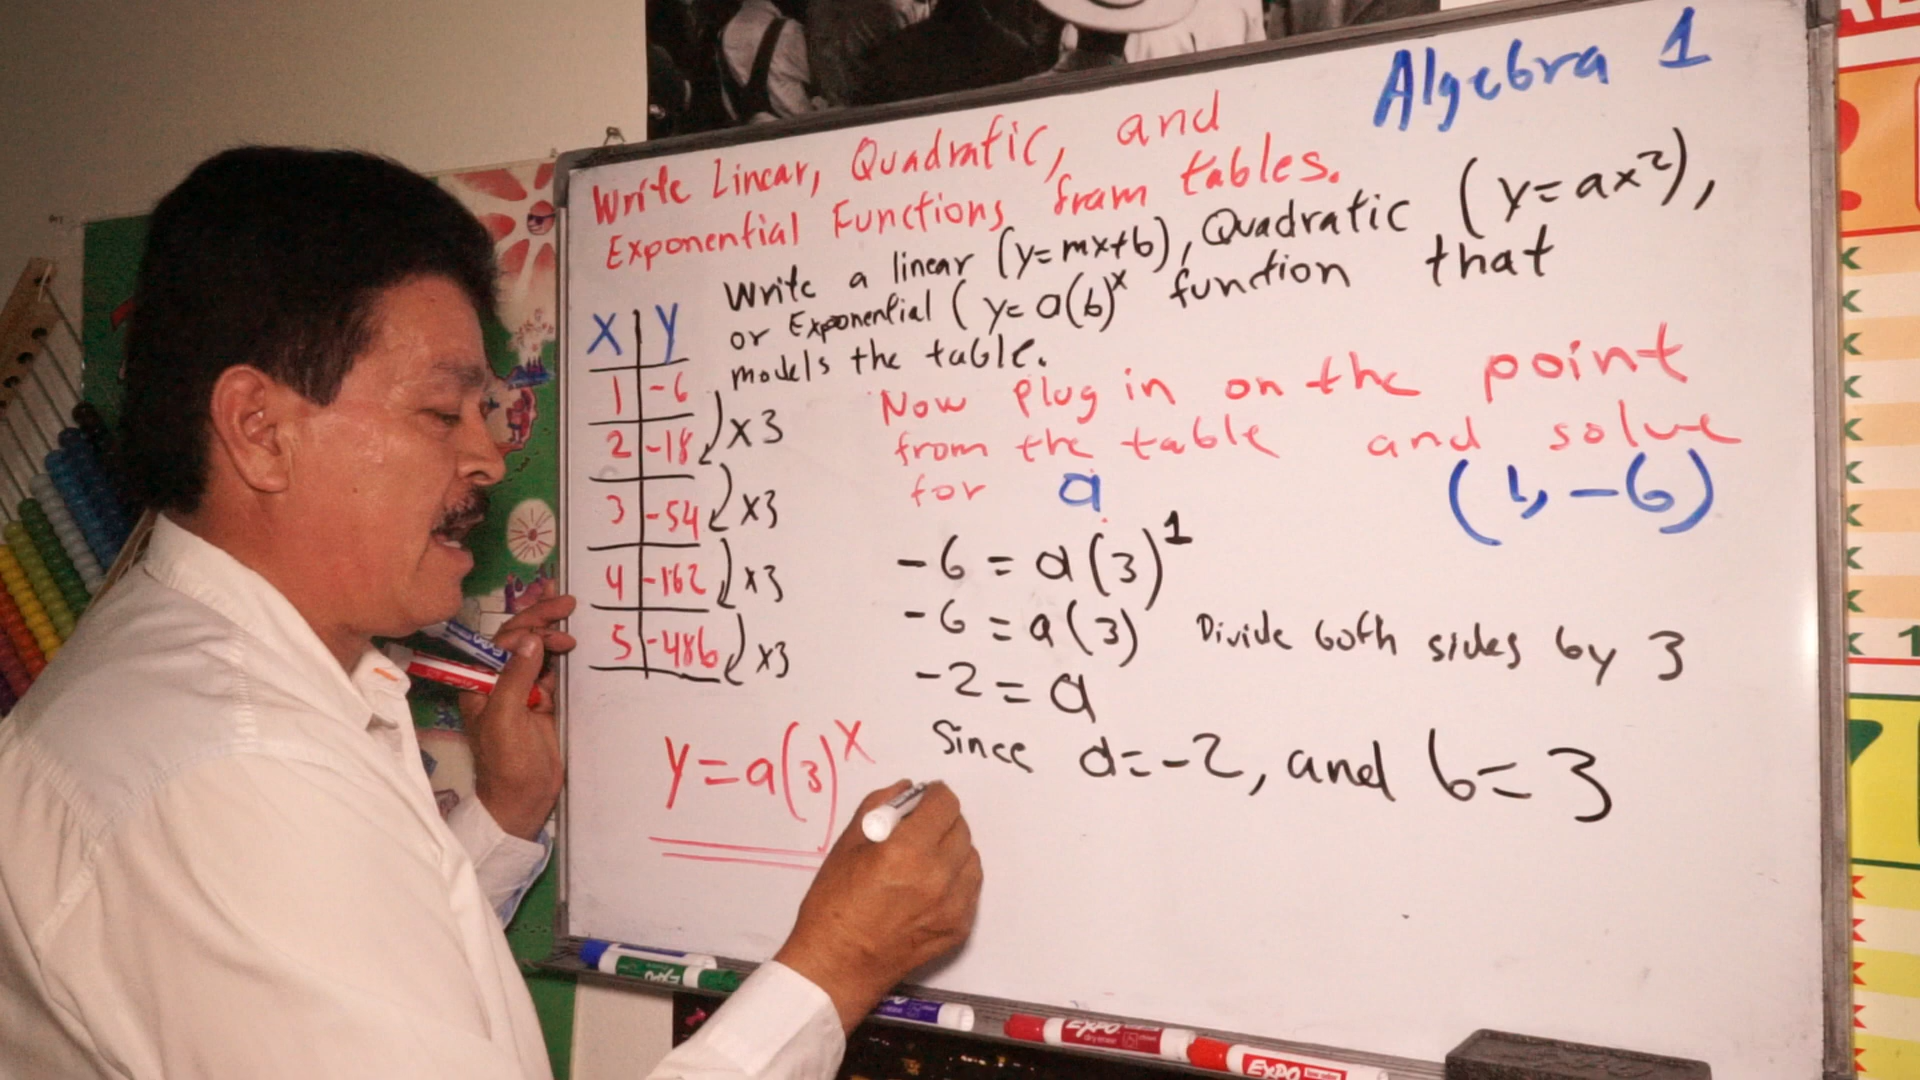 Algebra 1
Write Linear, Quadratic, and
Exponential Functions from tables.
Write a linear (y=mx+b), Quadratic (y=ax²),
or Exponential (y=a(b)ˣ function that
models the table.
X | Y
1 | -6
2 | -18
3 | -54
4 | -162
5 | -486
x3
x3
x3
x3
Now plug in on the point
from the table and solve
for a
(1, -6)
-6 = a(3)¹
-6 = a(3) Divide both sides by 3
-2 = a
Since a=-2, and b=3
y=a(3)ˣ
EXPO
EXPO
EXPO